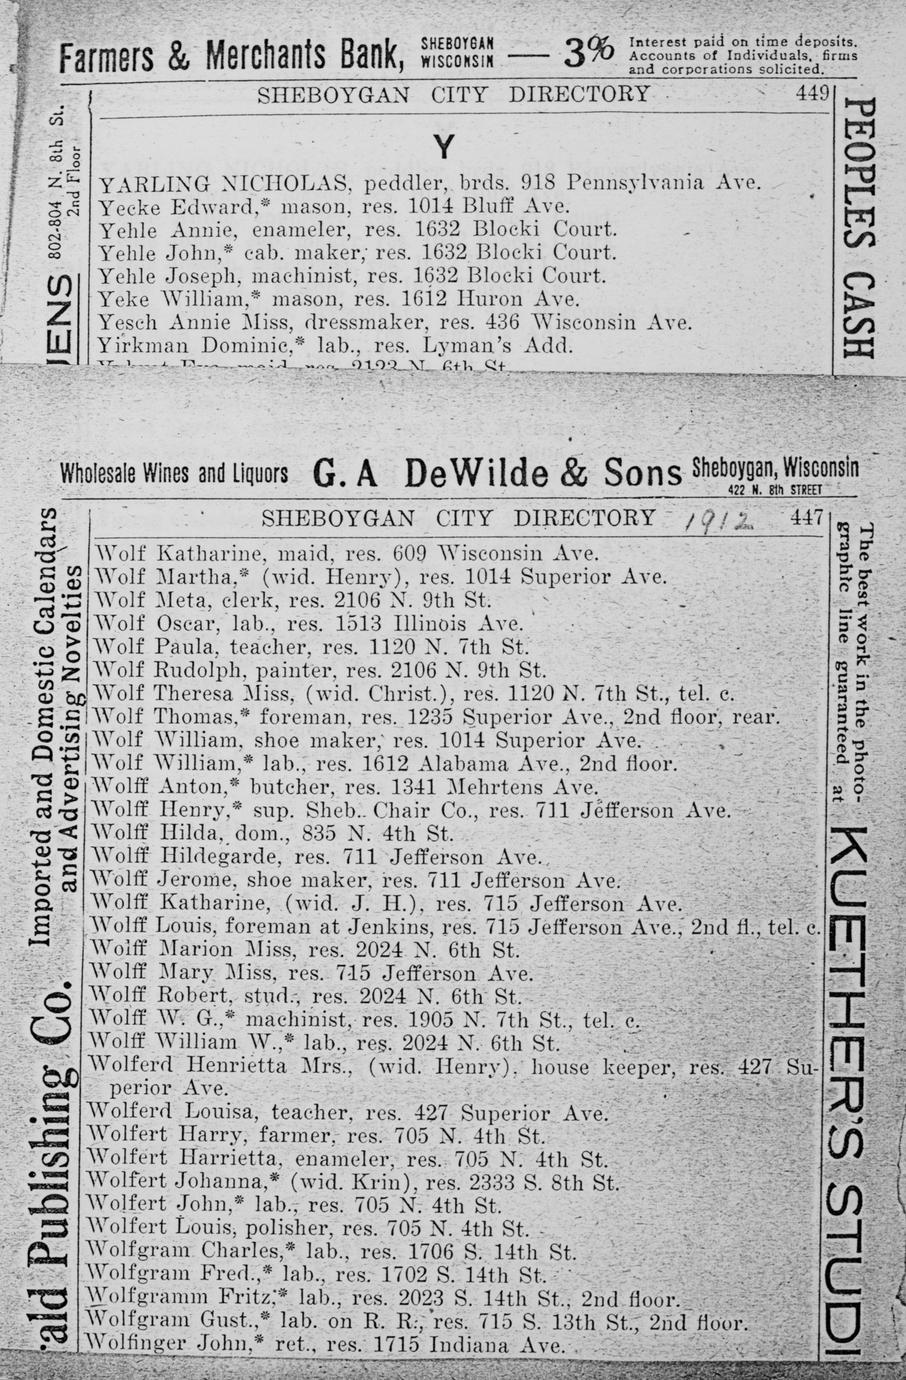 Farmers & Merchants Bank, SHEBOYGAN WISCONSIN — 3% Interest paid on time deposits. Accounts of Individuals, firms and corporations solicited.
SHEBOYGAN CITY DIRECTORY 449
802-804 N. 8th St.
2nd Floor
ENS
PEOPLES CASH
Y
YARLING NICHOLAS, peddler, brds. 918 Pennsylvania Ave.
Yecke Edward,* mason, res. 1014 Bluff Ave.
Yehle Annie, enameler, res. 1632 Blocki Court.
Yehle John,* cab. maker, res. 1632 Blocki Court.
Yehle Joseph, machinist, res. 1632 Blocki Court.
Yeke William,* mason, res. 1612 Huron Ave.
Yesch Annie Miss, dressmaker, res. 436 Wisconsin Ave.
Yirkman Dominic,* lab., res. Lyman's Add.
maid, res. 2123 N. 6th St.
Wholesale Wines and Liquors G. A DeWilde & Sons Sheboygan, Wisconsin
422 N. 8th STREET
SHEBOYGAN CITY DIRECTORY 1912 447
Imported and Domestic Calendars
and Advertising Novelties
ald Publishing Co.
The best work in the photo-
graphic line guaranteed at
KUETHER'S STUDI
Wolf Katharine, maid, res. 609 Wisconsin Ave.
Wolf Martha,* (wid. Henry), res. 1014 Superior Ave.
Wolf Meta, clerk, res. 2106 N. 9th St.
Wolf Oscar, lab., res. 1513 Illinois Ave.
Wolf Paula, teacher, res. 1120 N. 7th St.
Wolf Rudolph, painter, res. 2106 N. 9th St.
Wolf Theresa Miss, (wid. Christ.), res. 1120 N. 7th St., tel. c.
Wolf Thomas,* foreman, res. 1235 Superior Ave., 2nd floor, rear.
Wolf William, shoe maker, res. 1014 Superior Ave.
Wolf William,* lab., res. 1612 Alabama Ave., 2nd floor.
Wolff Anton,* butcher, res. 1341 Mehrtens Ave.
Wolff Henry,* sup. Sheb. Chair Co., res. 711 Jefferson Ave.
Wolff Hilda, dom., 835 N. 4th St.
Wolff Hildegarde, res. 711 Jefferson Ave.
Wolff Jerome, shoe maker, res. 711 Jefferson Ave.
Wolff Katharine, (wid. J. H.), res. 715 Jefferson Ave.
Wolff Louis, foreman at Jenkins, res. 715 Jefferson Ave., 2nd fl., tel. c.
Wolff Marion Miss, res. 2024 N. 6th St.
Wolff Mary Miss, res. 715 Jefferson Ave.
Wolff Robert, stud., res. 2024 N. 6th St.
Wolff W. G.,* machinist, res. 1905 N. 7th St., tel. c.
Wolff William W.,* lab., res. 2024 N. 6th St.
Wolferd Henrietta Mrs., (wid. Henry), house keeper, res. 427 Su-
perior Ave.
Wolferd Louisa, teacher, res. 427 Superior Ave.
Wolfert Harry, farmer, res. 705 N. 4th St.
Wolfert Harrietta, enameler, res. 705 N. 4th St.
Wolfert Johanna,* (wid. Krin), res. 2333 S. 8th St.
Wolfert John,* lab., res. 705 N. 4th St.
Wolfert Louis, polisher, res. 705 N. 4th St.
Wolfgram Charles,* lab., res. 1706 S. 14th St.
Wolfgram Fred.,* lab., res. 1702 S. 14th St.
Wolfgramm Fritz,* lab., res. 2023 S. 14th St., 2nd floor.
Wolfgram Gust.,* lab. on R. R., res. 715 S. 13th St., 2nd floor.
Wolfinger John,* ret., res. 1715 Indiana Ave.